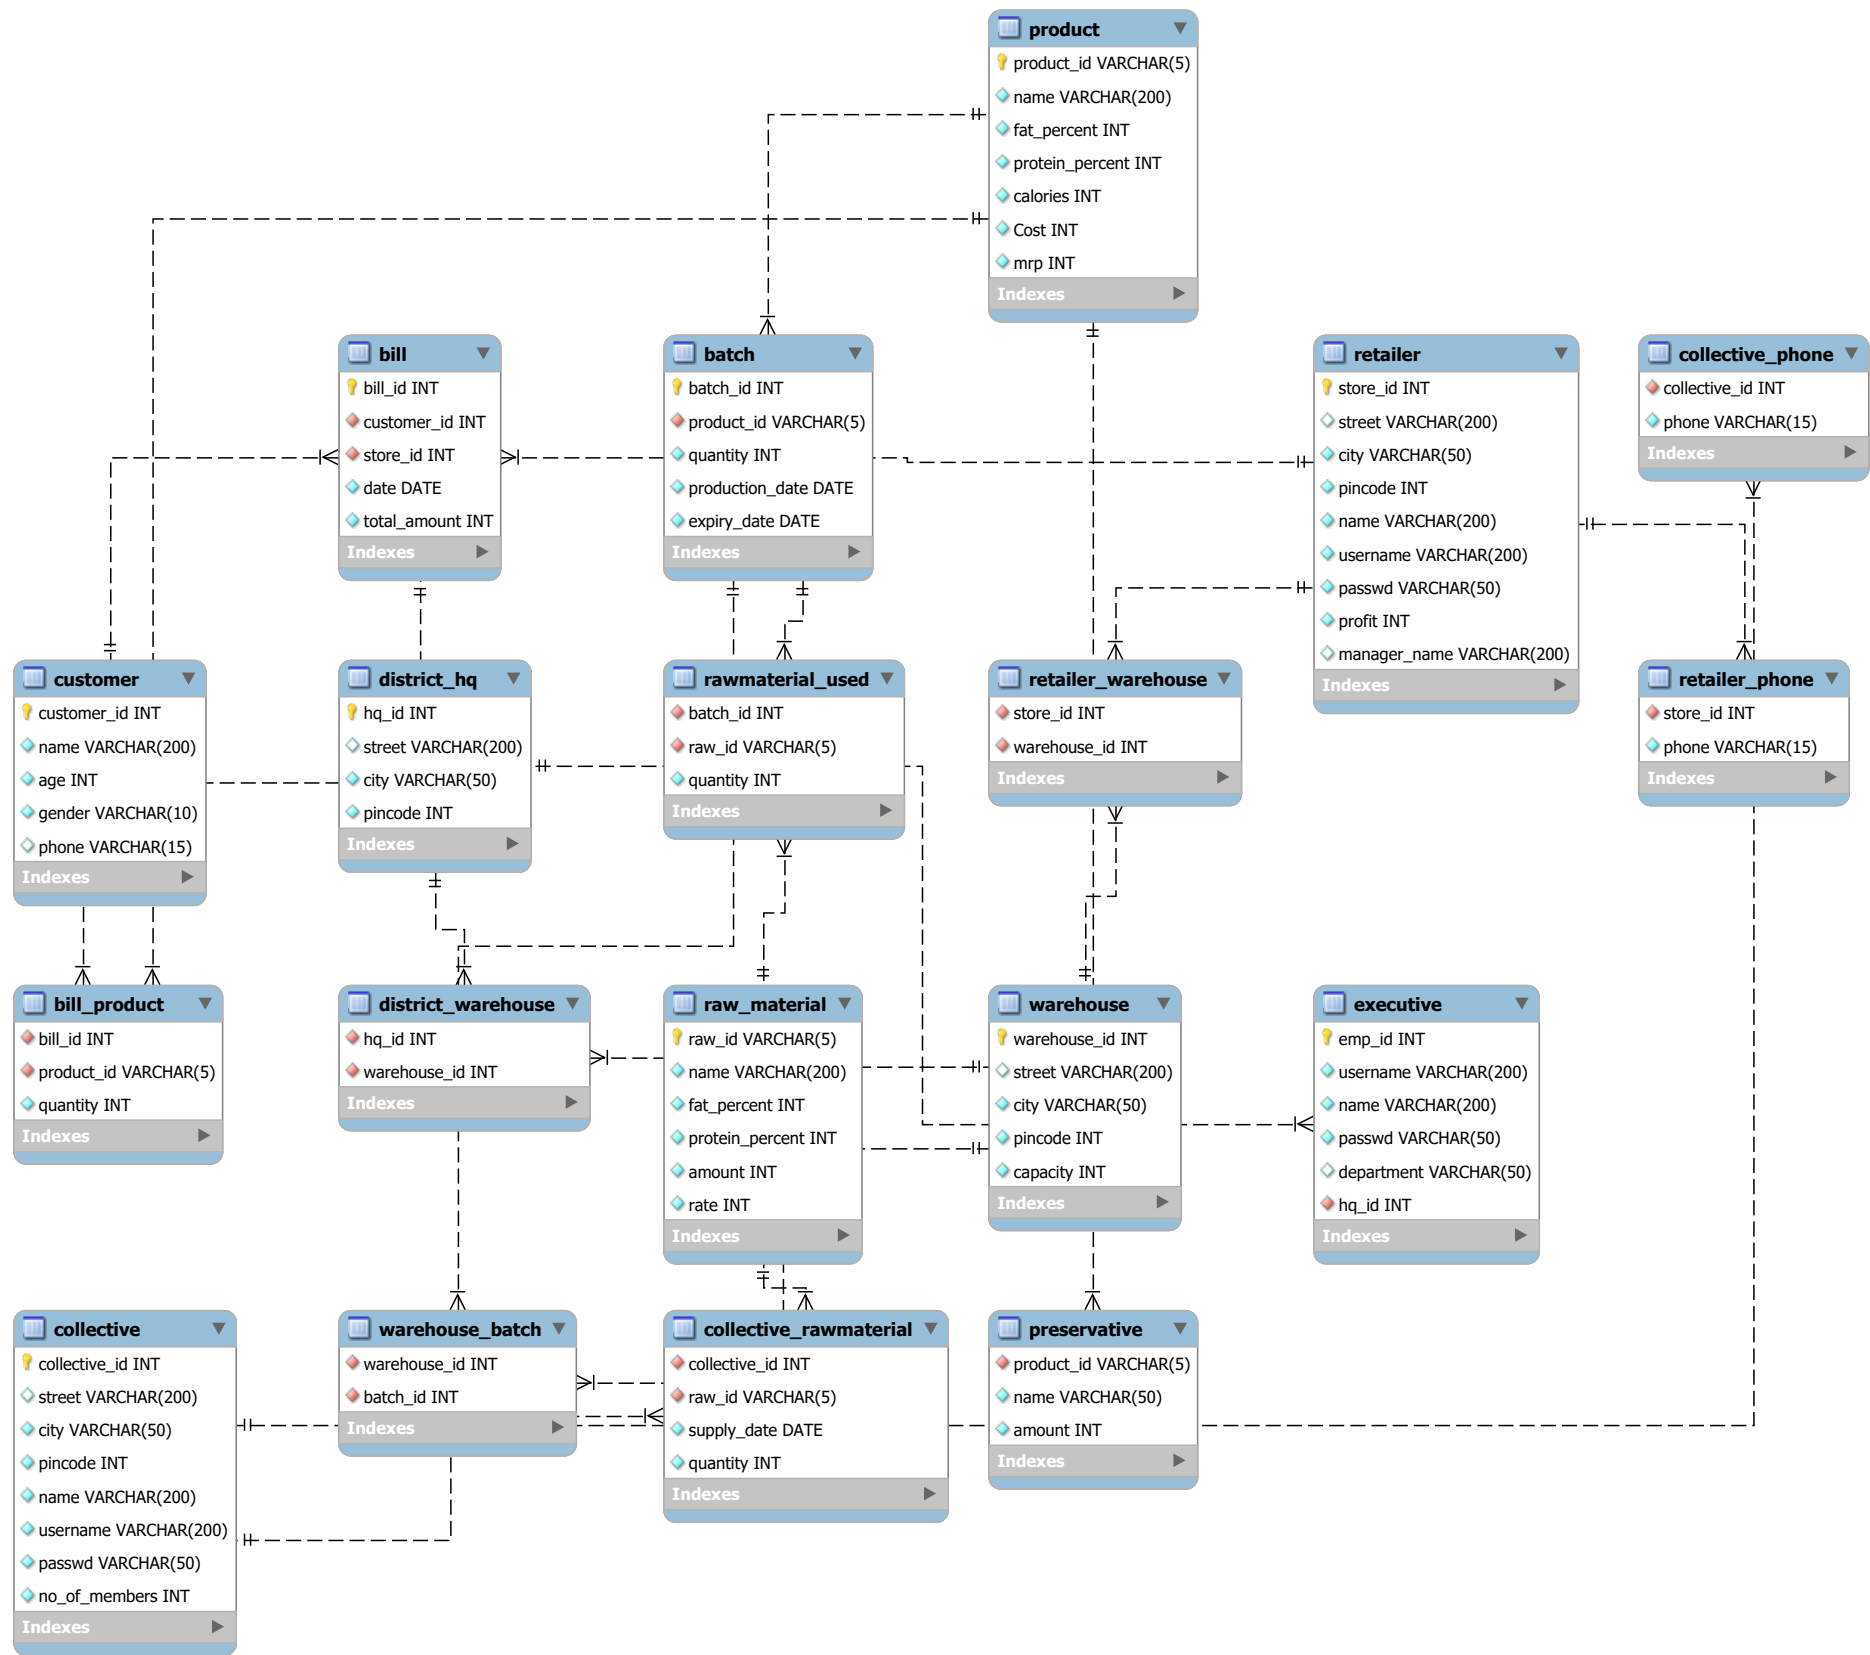 product
product_id VARCHAR(5)
name VARCHAR(200)
fat_percent INT
protein_percent INT
calories INT
Cost INT
mrp INT
Indexes
bill
bill_id INT
customer_id INT
store_id INT
date DATE
total_amount INT
Indexes
batch
batch_id INT
product_id VARCHAR(5)
quantity INT
production_date DATE
expiry_date DATE
Indexes
retailer
store_id INT
street VARCHAR(200)
city VARCHAR(50)
pincode INT
name VARCHAR(200)
username VARCHAR(200)
passwd VARCHAR(50)
profit INT
manager_name VARCHAR(200)
Indexes
collective_phone
collective_id INT
phone VARCHAR(15)
Indexes
customer
customer_id INT
name VARCHAR(200)
age INT
gender VARCHAR(10)
phone VARCHAR(15)
Indexes
district_hq
hq_id INT
street VARCHAR(200)
city VARCHAR(50)
pincode INT
Indexes
rawmaterial_used
batch_id INT
raw_id VARCHAR(5)
quantity INT
Indexes
retailer_warehouse
store_id INT
warehouse_id INT
Indexes
retailer_phone
store_id INT
phone VARCHAR(15)
Indexes
bill_product
bill_id INT
product_id VARCHAR(5)
quantity INT
Indexes
district_warehouse
hq_id INT
warehouse_id INT
Indexes
raw_material
raw_id VARCHAR(5)
name VARCHAR(200)
fat_percent INT
protein_percent INT
amount INT
rate INT
Indexes
warehouse
warehouse_id INT
street VARCHAR(200)
city VARCHAR(50)
pincode INT
capacity INT
Indexes
executive
emp_id INT
username VARCHAR(200)
name VARCHAR(200)
passwd VARCHAR(50)
department VARCHAR(50)
hq_id INT
Indexes
collective
collective_id INT
street VARCHAR(200)
city VARCHAR(50)
pincode INT
name VARCHAR(200)
username VARCHAR(200)
passwd VARCHAR(50)
no_of_members INT
Indexes
warehouse_batch
warehouse_id INT
batch_id INT
Indexes
collective_rawmaterial
collective_id INT
raw_id VARCHAR(5)
supply_date DATE
quantity INT
Indexes
preservative
product_id VARCHAR(5)
name VARCHAR(50)
amount INT
Indexes